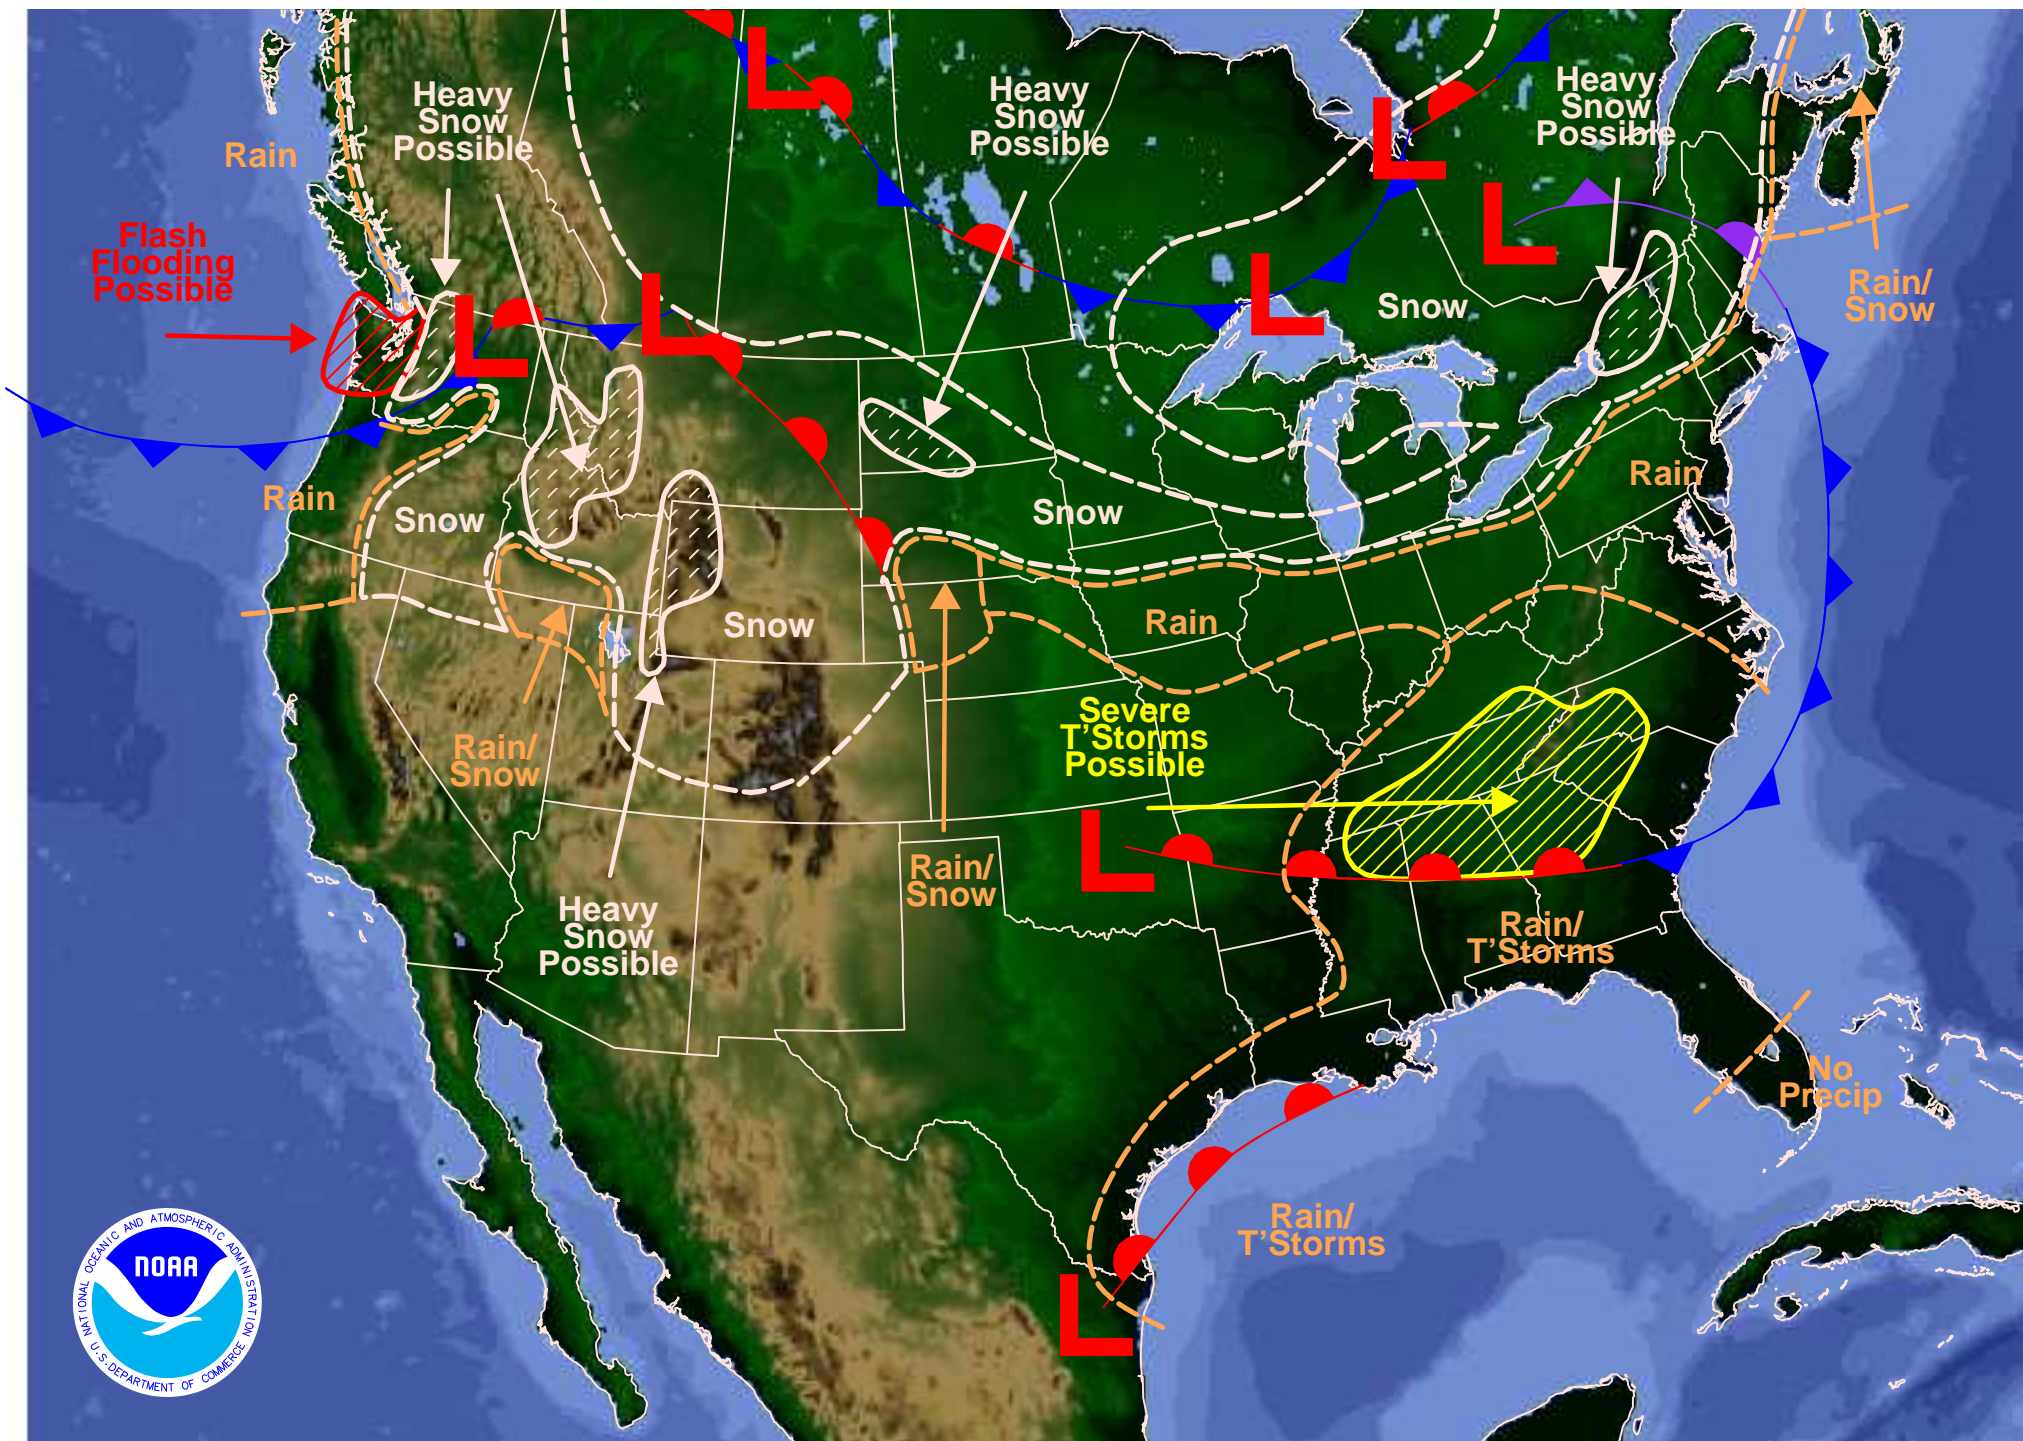 Heavy
Snow
Possible
Heavy
Snow
Possible
Heavy
Snow
Possible
Rain
Flash
Flooding
Possible
Rain/
Snow
Snow
Rain
Rain
Snow
Snow
Snow
Rain
Severe
T'Storms
Possible
Rain/
Snow
Rain/
Snow
Heavy
Snow
Possible
Rain/
T'Storms
No
Precip
Rain/
T'Storms
L
L
L
L
L
L
L
L
NATIONAL OCEANIC AND ATMOSPHERIC ADMINISTRATION
NOAA
U.S. DEPARTMENT OF COMMERCE